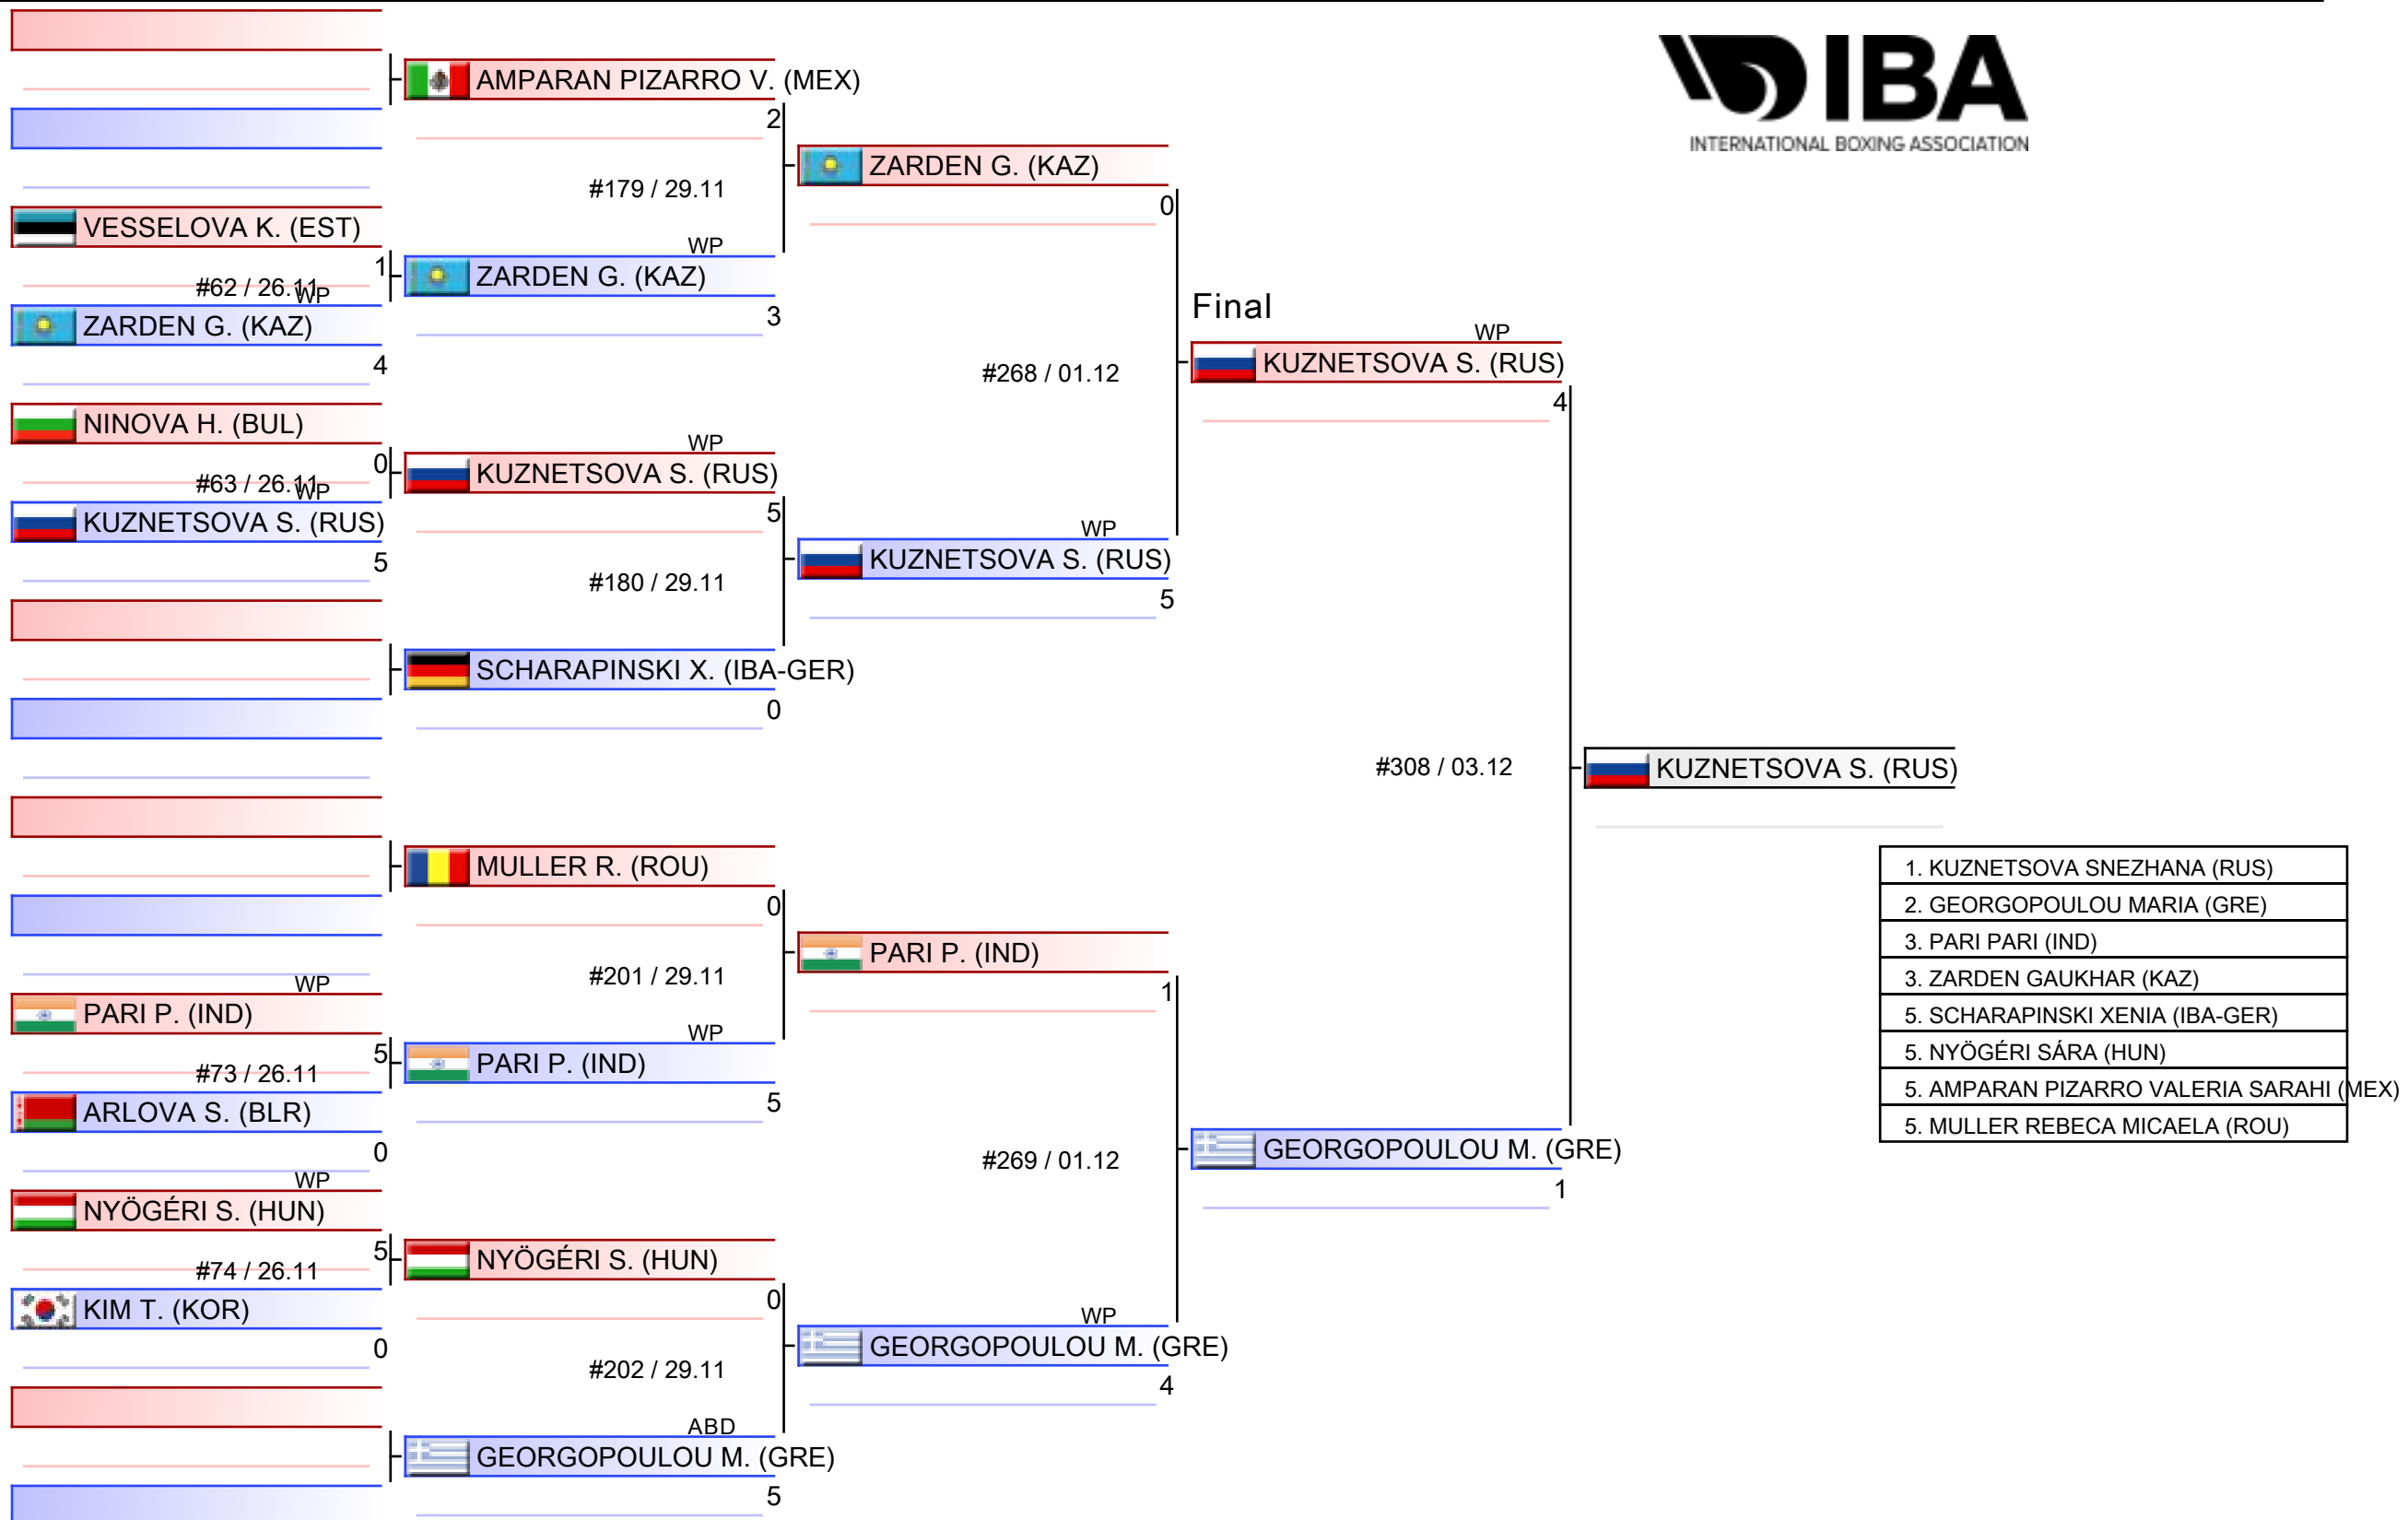 IBA
INTERNATIONAL BOXING ASSOCIATION
VESSELOVA K. (EST)
1
#62 / 26.11
WP
ZARDEN G. (KAZ)
4
NINOVA H. (BUL)
0
#63 / 26.11
WP
KUZNETSOVA S. (RUS)
5
WP
PARI P. (IND)
5
#73 / 26.11
ARLOVA S. (BLR)
0
WP
NYÖGÉRI S. (HUN)
5
#74 / 26.11
KIM T. (KOR)
0
AMPARAN PIZARRO V. (MEX)
2
#179 / 29.11
WP
ZARDEN G. (KAZ)
3
WP
KUZNETSOVA S. (RUS)
5
#180 / 29.11
SCHARAPINSKI X. (IBA-GER)
0
MULLER R. (ROU)
0
#201 / 29.11
WP
PARI P. (IND)
5
NYÖGÉRI S. (HUN)
0
#202 / 29.11
ABD
GEORGOPOULOU M. (GRE)
5
ZARDEN G. (KAZ)
0
#268 / 01.12
WP
KUZNETSOVA S. (RUS)
5
PARI P. (IND)
1
#269 / 01.12
WP
GEORGOPOULOU M. (GRE)
4
Final
WP
KUZNETSOVA S. (RUS)
4
#308 / 03.12
GEORGOPOULOU M. (GRE)
1
KUZNETSOVA S. (RUS)
1. KUZNETSOVA SNEZHANA (RUS)
2. GEORGOPOULOU MARIA (GRE)
3. PARI PARI (IND)
3. ZARDEN GAUKHAR (KAZ)
5. SCHARAPINSKI XENIA (IBA-GER)
5. NYÖGÉRI SÁRA (HUN)
5. AMPARAN PIZARRO VALERIA SARAHI (MEX)
5. MULLER REBECA MICAELA (ROU)